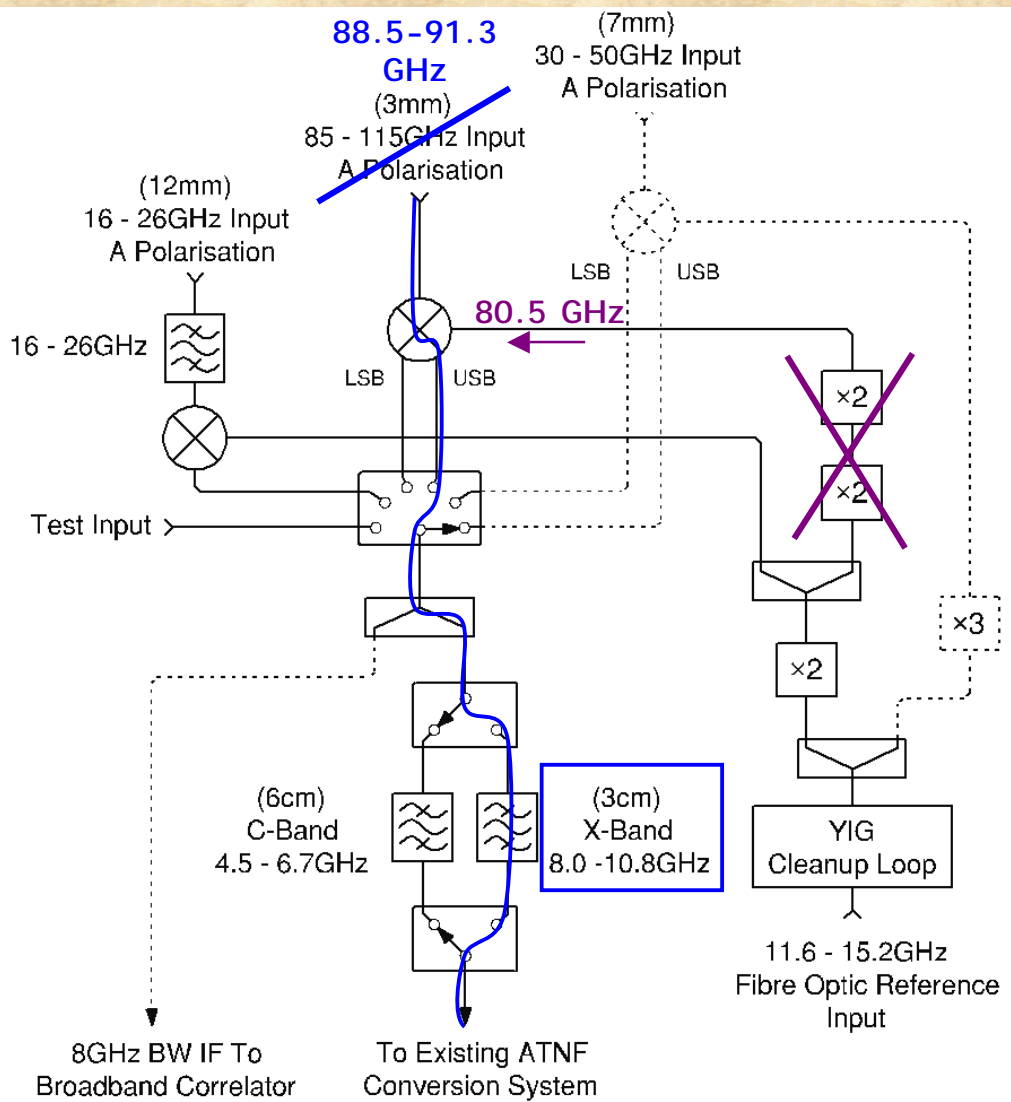 88.5-91.3
GHz
(3mm)
85 - 115GHz Input
A Polarisation
(7mm)
30 - 50GHz Input
A Polarisation
(12mm)
16 - 26GHz Input
A Polarisation
LSB
USB
80.5 GHz
16 - 26GHz
LSB
USB
×2
×2
Test Input
×3
×2
(6cm)
C-Band
4.5 - 6.7GHz
(3cm)
X-Band
8.0 -10.8GHz
YIG
Cleanup Loop
11.6 - 15.2GHz
Fibre Optic Reference
Input
8GHz BW IF To
Broadband Correlator
To Existing ATNF
Conversion System